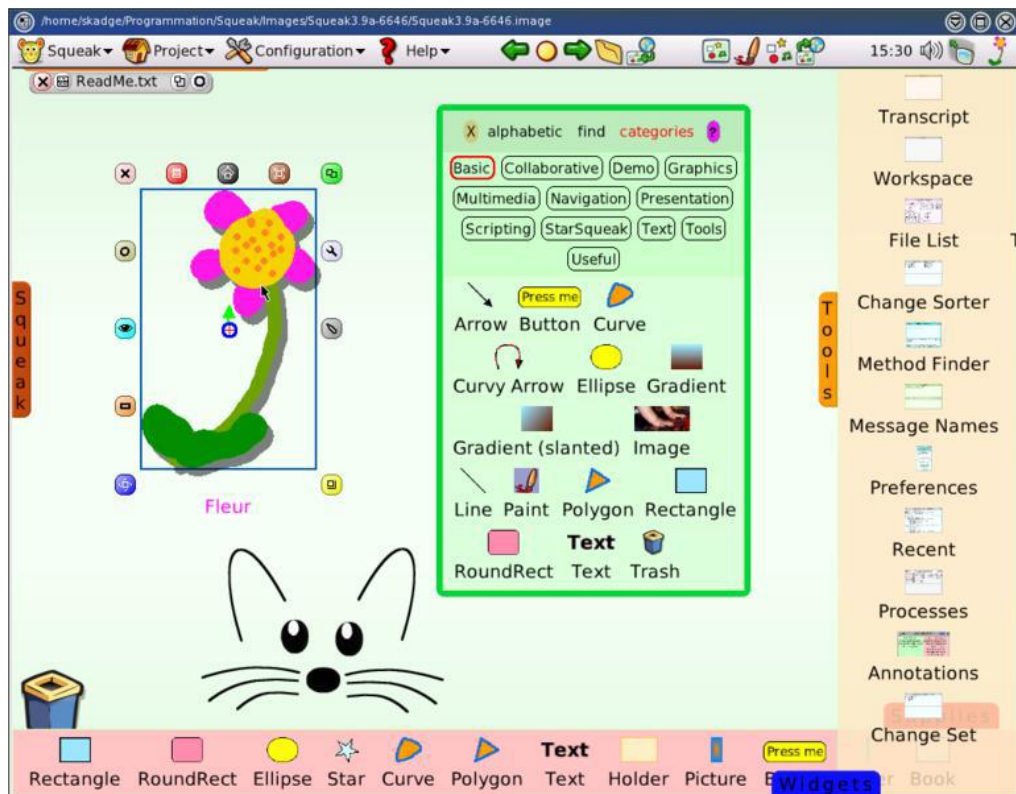 /home/skadge/Programmation/Squeak/Images/Squeak3.9a-6646/Squeak3.9a-6646.image
Squeak Project Configuration Help 15:30
ReadMe.txt
X alphabetic find categories ?
Basic Collaborative Demo Graphics
Multimedia Navigation Presentation
Scripting StarSqueak Text Tools
Useful
Press me
Arrow Button Curve
Curvy Arrow Ellipse Gradient
Gradient (slanted) Image
Line Paint Polygon Rectangle
Text
RoundRect Text Trash
Squeak
Fleur
Tools
Transcript
Workspace
File List
Change Sorter
Method Finder
Message Names
Preferences
Recent
Processes
Annotations
Supplies
Change Set
Text Press me
Rectangle RoundRect Ellipse Star Curve Polygon Text Holder Picture Book
Widgets